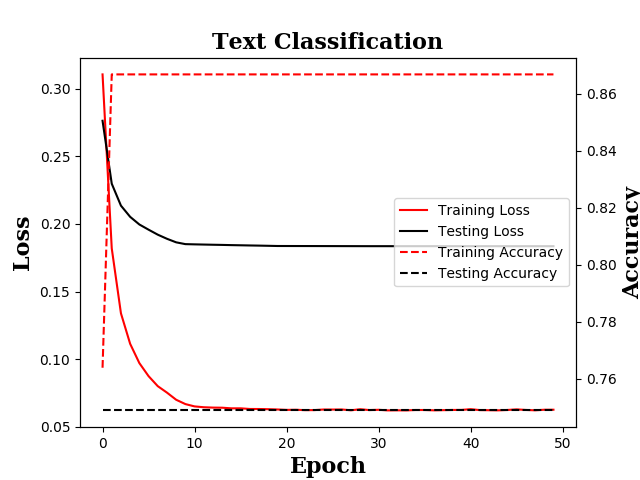 Text Classification
0.30
0.25
0.20
0.15
0.10
0.05
Loss
0.86
0.84
0.82
0.80
0.78
0.76
Accuracy
Training Loss
Testing Loss
Training Accuracy
Testing Accuracy
0 10 20 30 40 50
Epoch